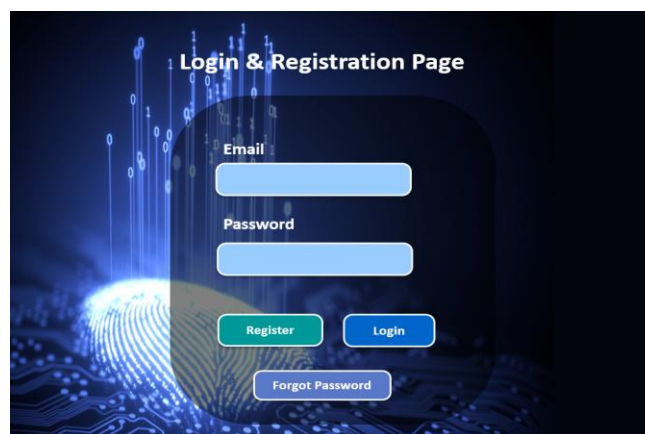 Login & Registration Page
Email
Password
Register Login
Forgot Password